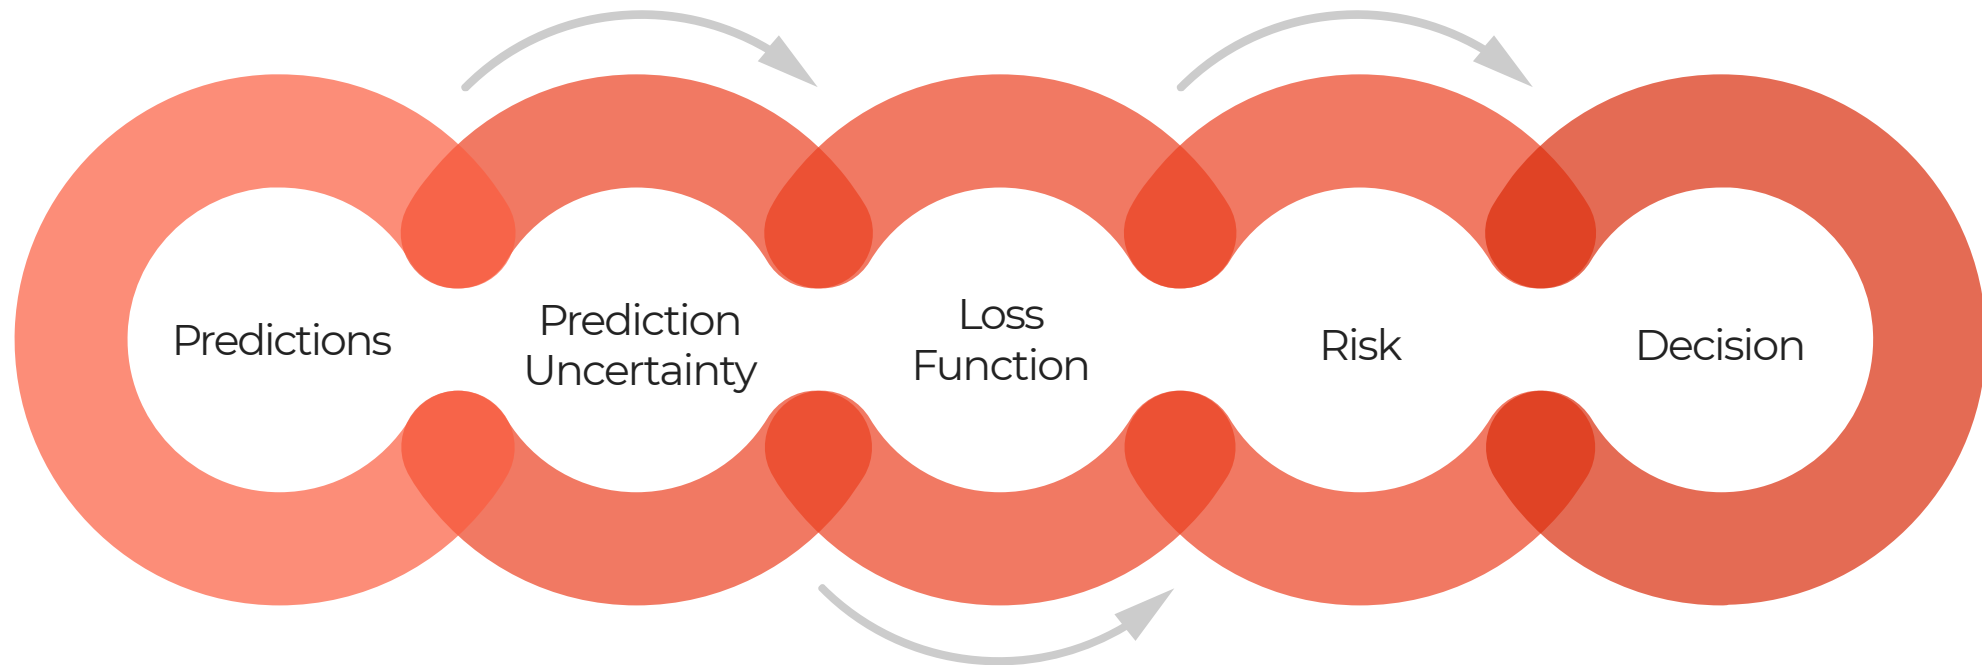 Predictions
Prediction
Uncertainty
Loss
Function
Risk
Decision